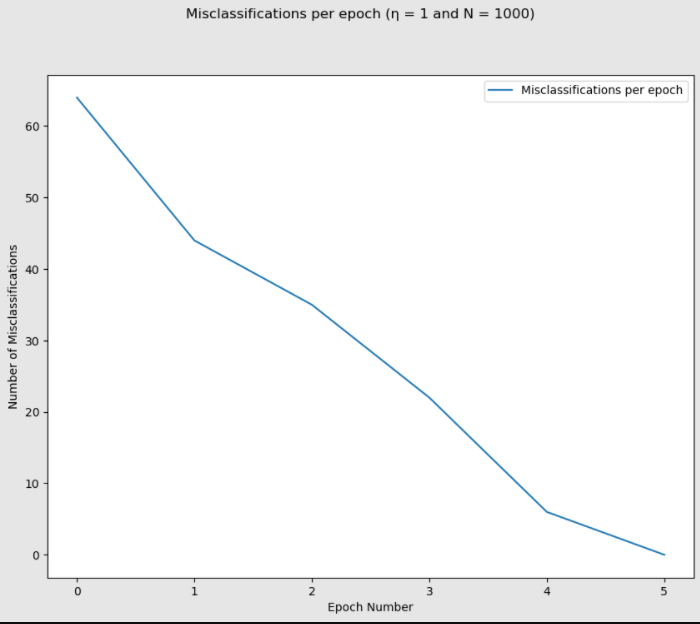 Misclassifications per epoch (η = 1 and N = 1000)
Misclassifications per epoch
60
50
40
30
20
10
0
Number of Misclassifications
0 1 2 3 4 5
Epoch Number